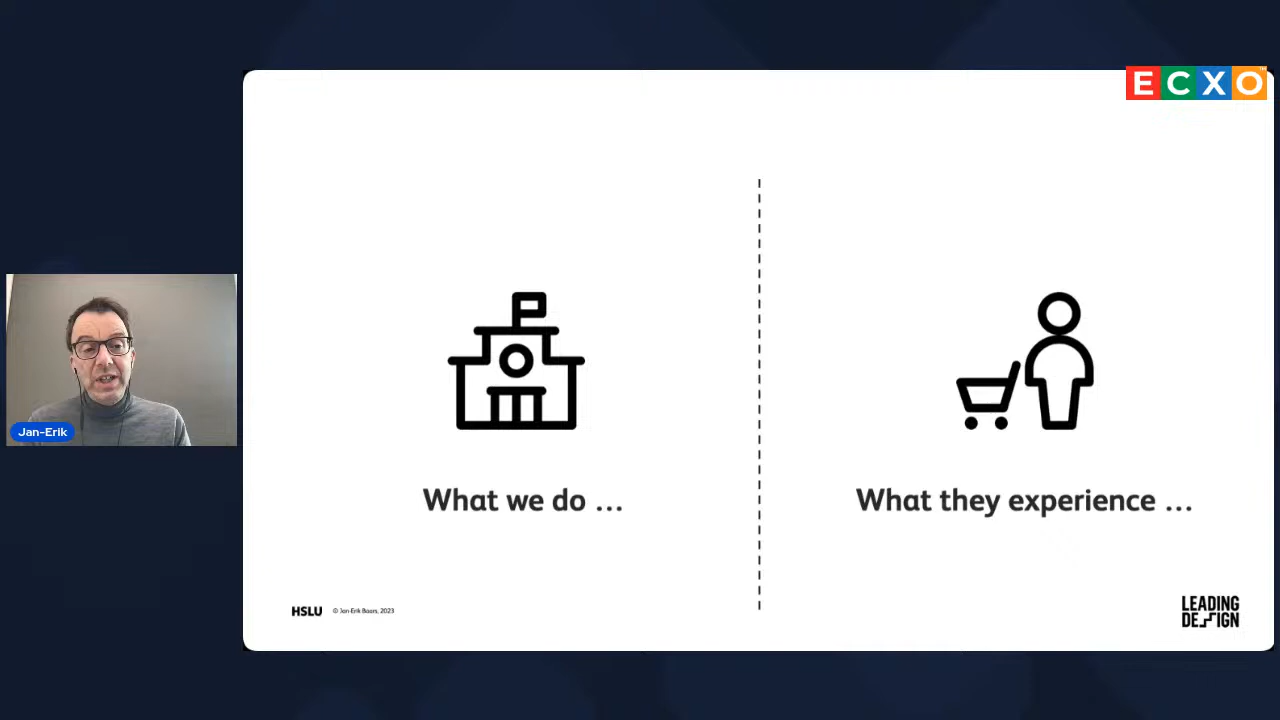 ECXO
Jan-Erik
What we do ...
What they experience ...
HSLU © Jan-Erik Baars, 2023
LEADING
DESIGN